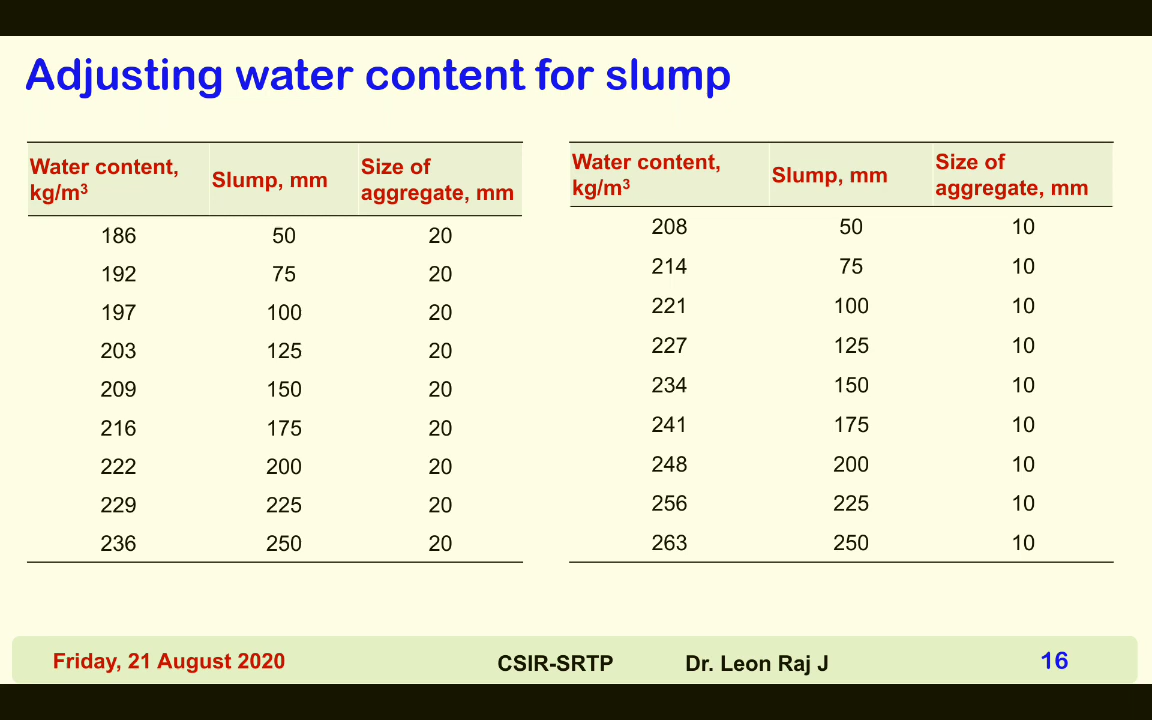 Adjusting water content for slump
Water content, kg/m³ Slump, mm Size of aggregate, mm
186 50 20
192 75 20
197 100 20
203 125 20
209 150 20
216 175 20
222 200 20
229 225 20
236 250 20
Water content, kg/m³ Slump, mm Size of aggregate, mm
208 50 10
214 75 10
221 100 10
227 125 10
234 150 10
241 175 10
248 200 10
256 225 10
263 250 10
Friday, 21 August 2020 CSIR-SRTP Dr. Leon Raj J 16